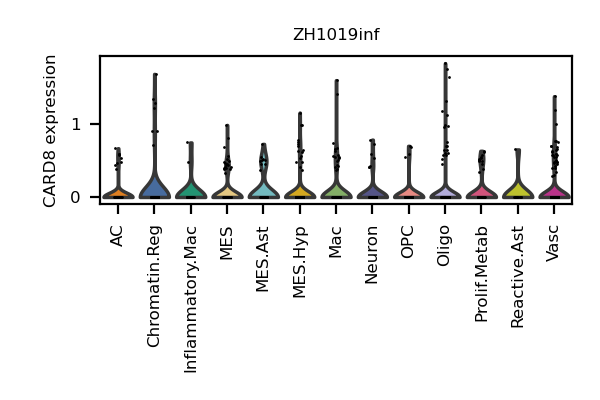 ZH1019inf
CARD8 expression
1
0
AC
Chromatin.Reg
Inflammatory.Mac
MES
MES.Ast
MES.Hyp
Mac
Neuron
OPC
Oligo
Prolif.Metab
Reactive.Ast
Vasc